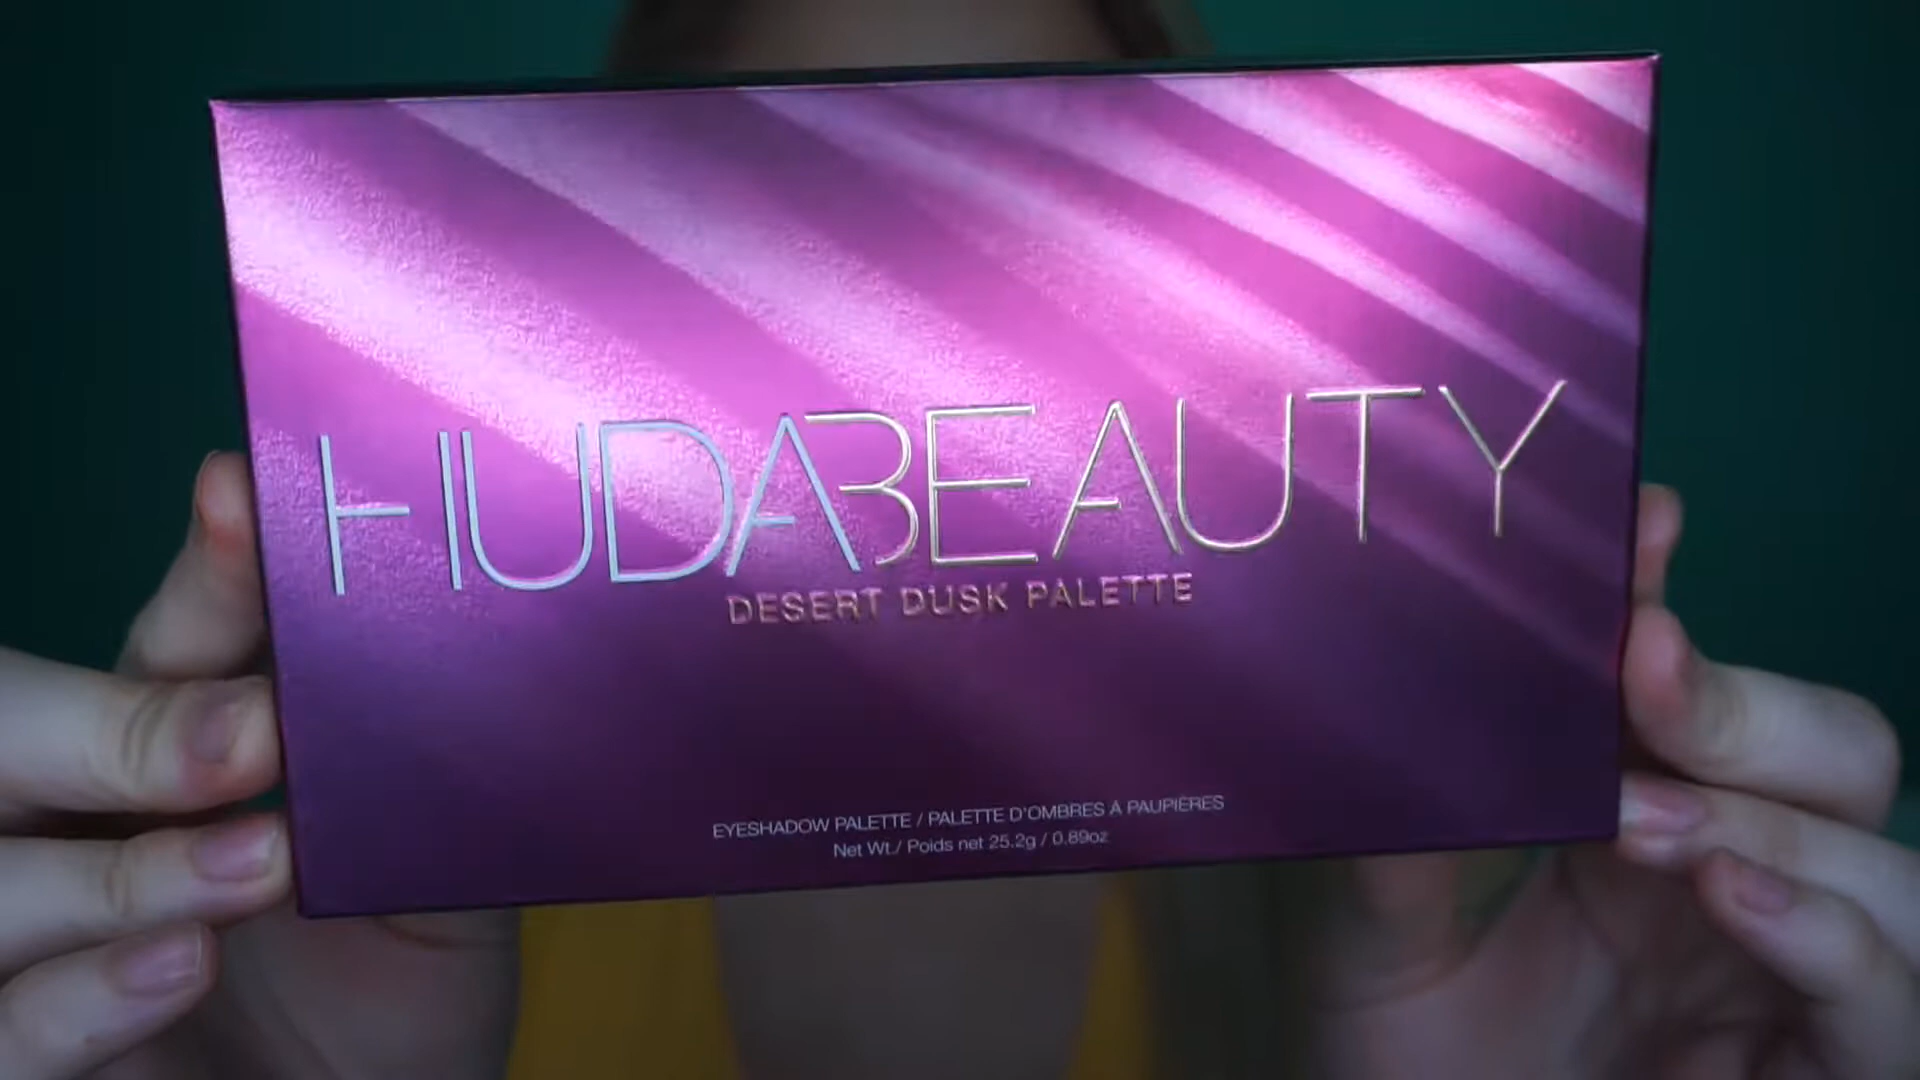 HUDABEAUTY
DESERT DUSK PALETTE
EYESHADOW PALETTE / PALETTE D'OMBRES À PAUPIÈRES
Net Wt./ Poids net 25.2g / 0.89oz